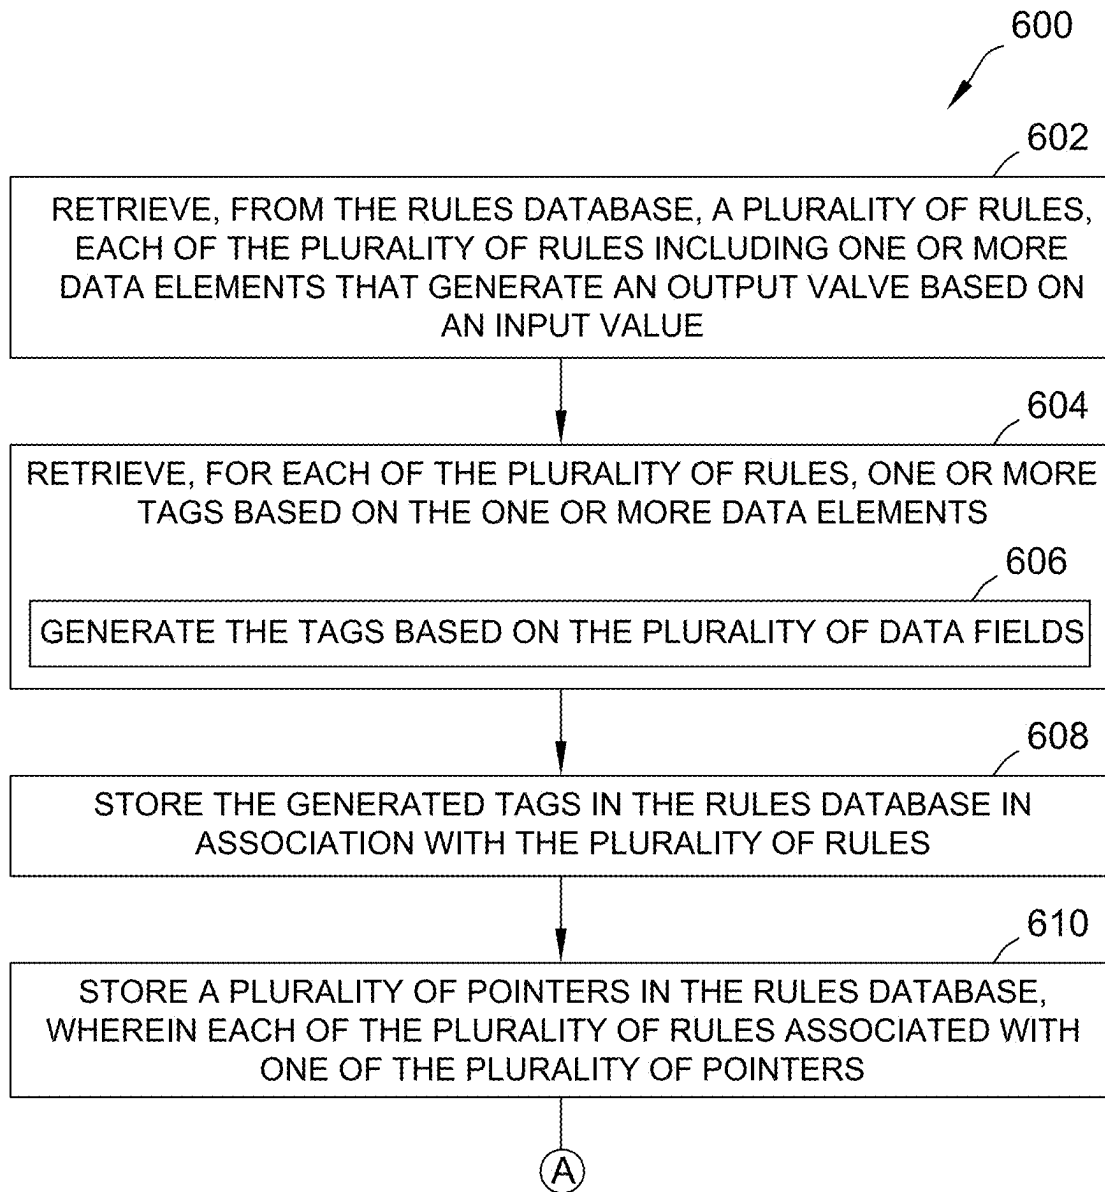 600
602
RETRIEVE, FROM THE RULES DATABASE, A PLURALITY OF RULES,
EACH OF THE PLURALITY OF RULES INCLUDING ONE OR MORE
DATA ELEMENTS THAT GENERATE AN OUTPUT VALVE BASED ON
AN INPUT VALUE
604
RETRIEVE, FOR EACH OF THE PLURALITY OF RULES, ONE OR MORE
TAGS BASED ON THE ONE OR MORE DATA ELEMENTS
606
GENERATE THE TAGS BASED ON THE PLURALITY OF DATA FIELDS
608
STORE THE GENERATED TAGS IN THE RULES DATABASE IN
ASSOCIATION WITH THE PLURALITY OF RULES
610
STORE A PLURALITY OF POINTERS IN THE RULES DATABASE,
WHEREIN EACH OF THE PLURALITY OF RULES ASSOCIATED WITH
ONE OF THE PLURALITY OF POINTERS
A